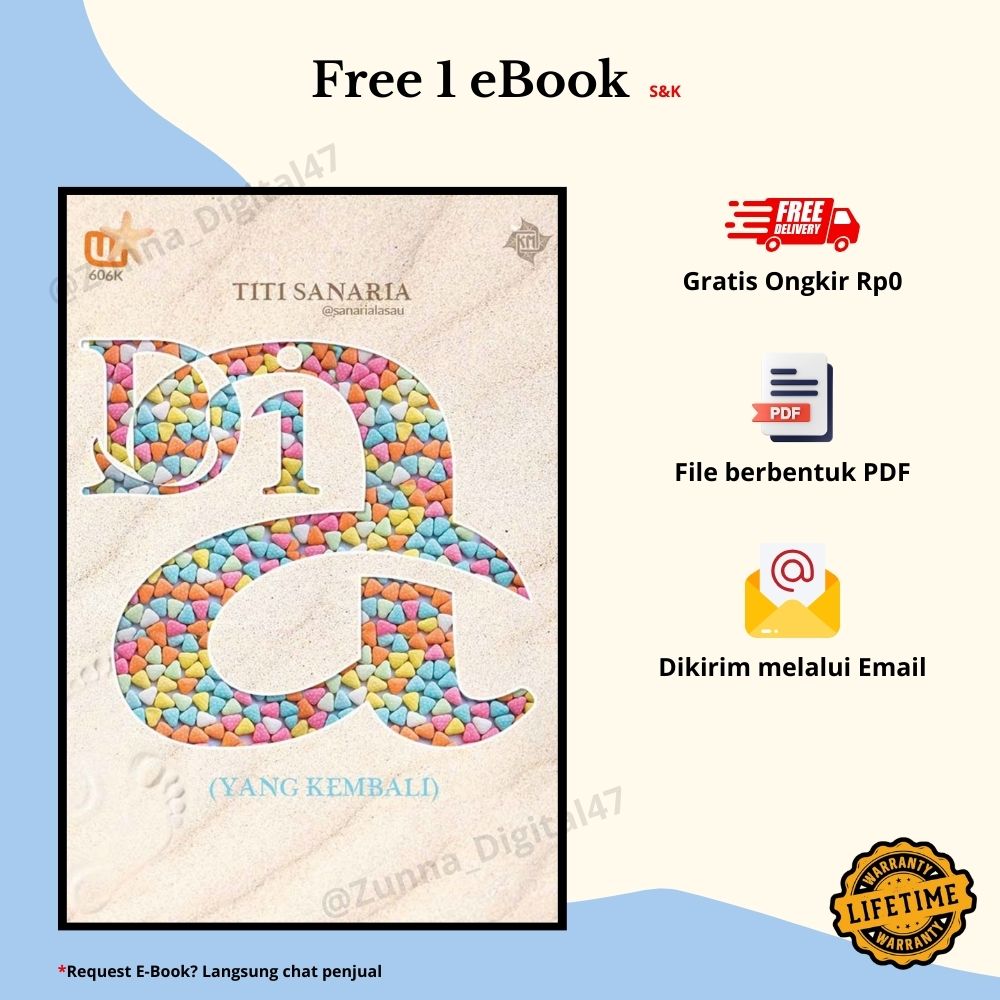 Free 1 eBook S&K
@Zunna_Digital47
606K
KM
TITI SANARIA
@sanarialasau
Dia
(YANG KEMBALI)
@Zunna_Digital47
FREE
DELIVERY
Gratis Ongkir Rp0
PDF
File berbentuk PDF
@
Dikirim melalui Email
WARRANTY
LIFETIME
WARRANTY
*Request E-Book? Langsung chat penjual